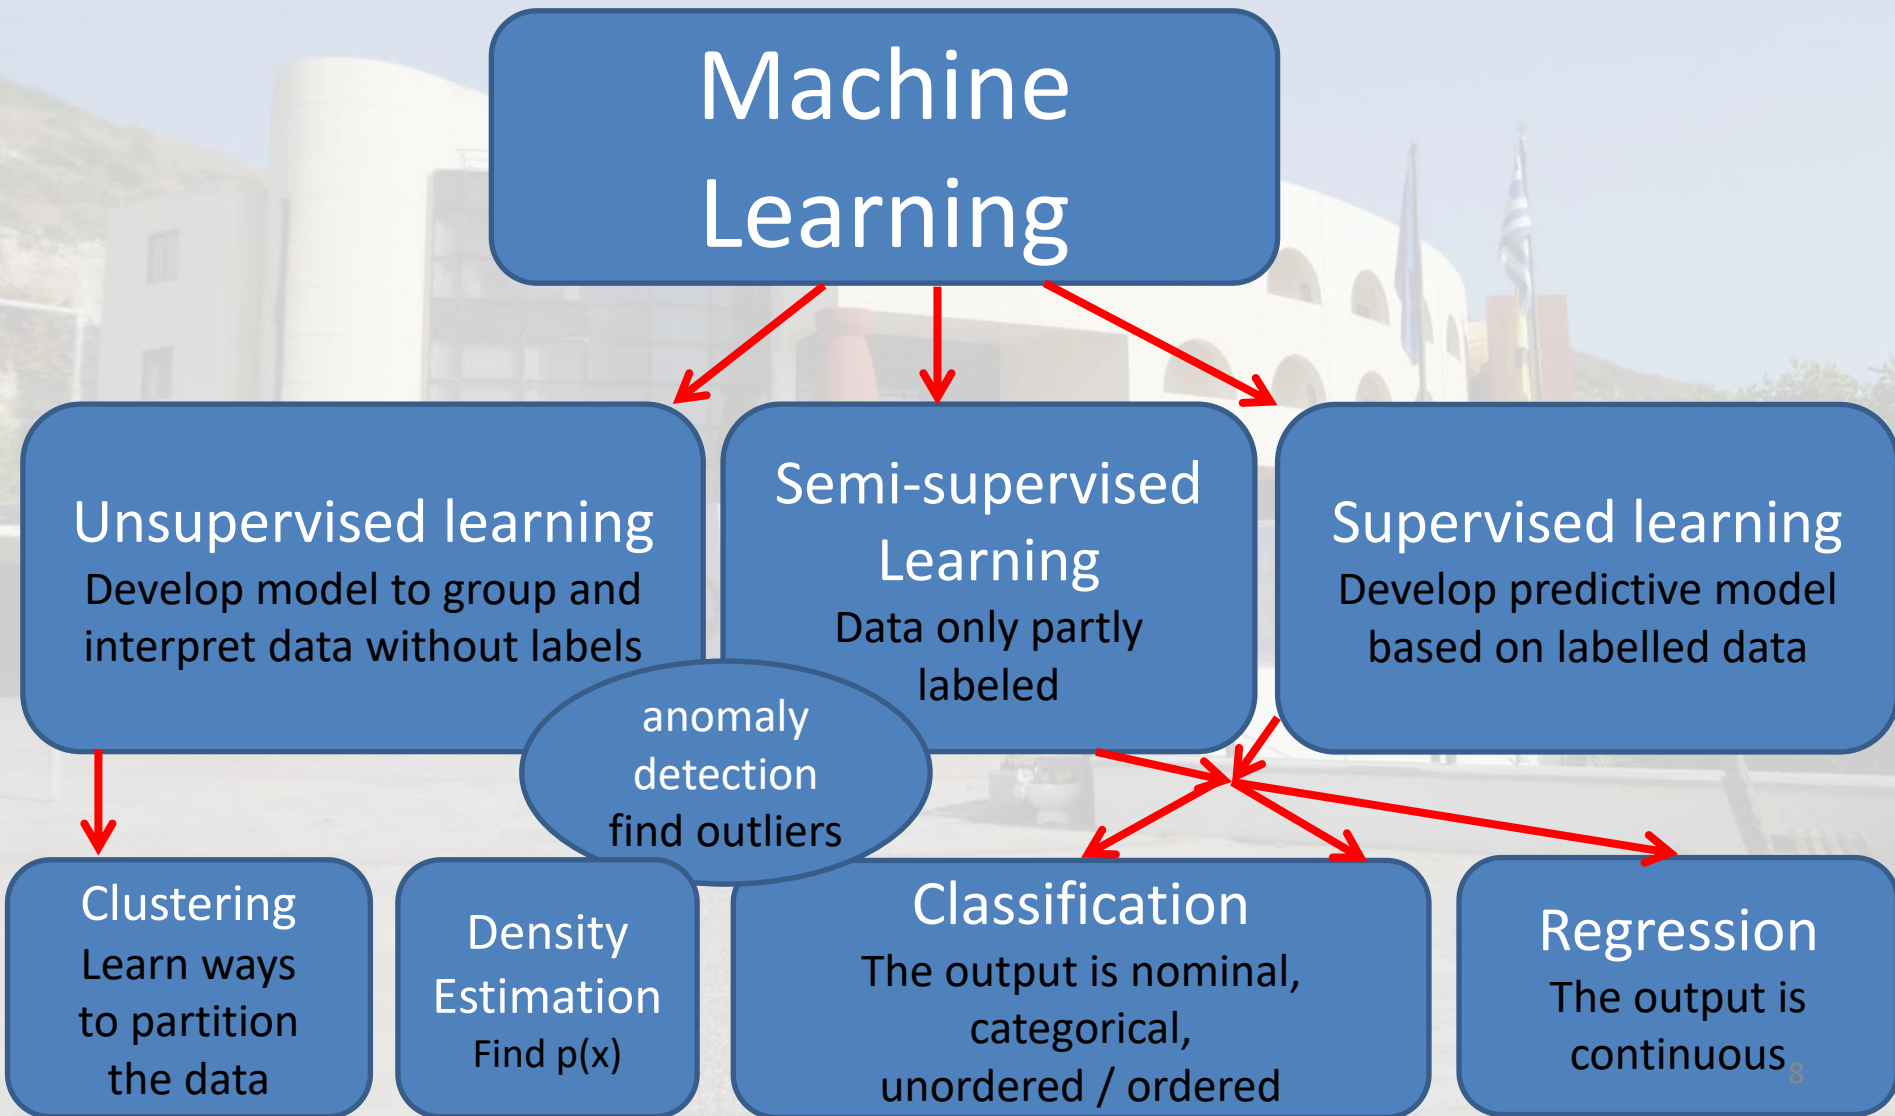 Machine
Learning
Unsupervised learning
Develop model to group and
interpret data without labels
Semi-supervised
Learning
Data only partly
labeled
Supervised learning
Develop predictive model
based on labelled data
anomaly
detection
find outliers
Clustering
Learn ways
to partition
the data
Density
Estimation
Find p(x)
Classification
The output is nominal,
categorical,
unordered / ordered
Regression
The output is
continuous
8